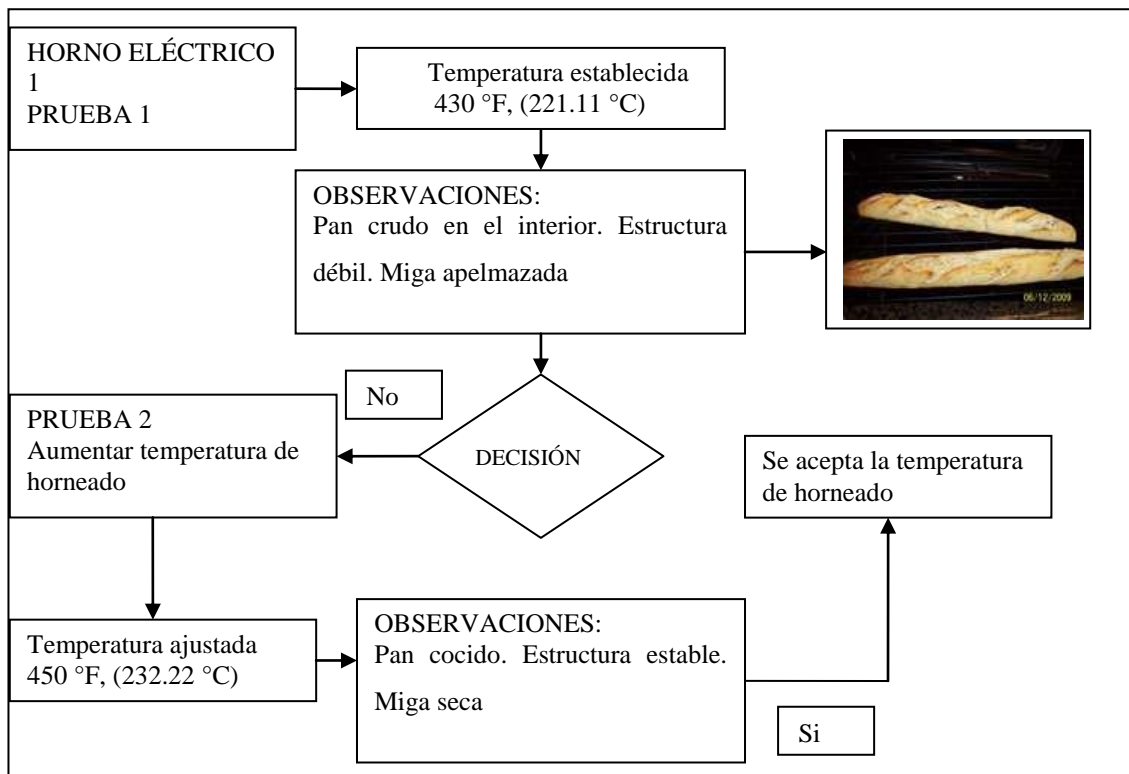 HORNO ELÉCTRICO
1
PRUEBA 1
Temperatura establecida
430 °F, (221.11 °C)
OBSERVACIONES:
Pan crudo en el interior. Estructura
débil. Miga apelmazada
06/12/2009
No
DECISIÓN
PRUEBA 2
Aumentar temperatura de
horneado
Se acepta la temperatura
de horneado
Temperatura ajustada
450 °F, (232.22 °C)
OBSERVACIONES:
Pan cocido. Estructura estable.
Miga seca
Si